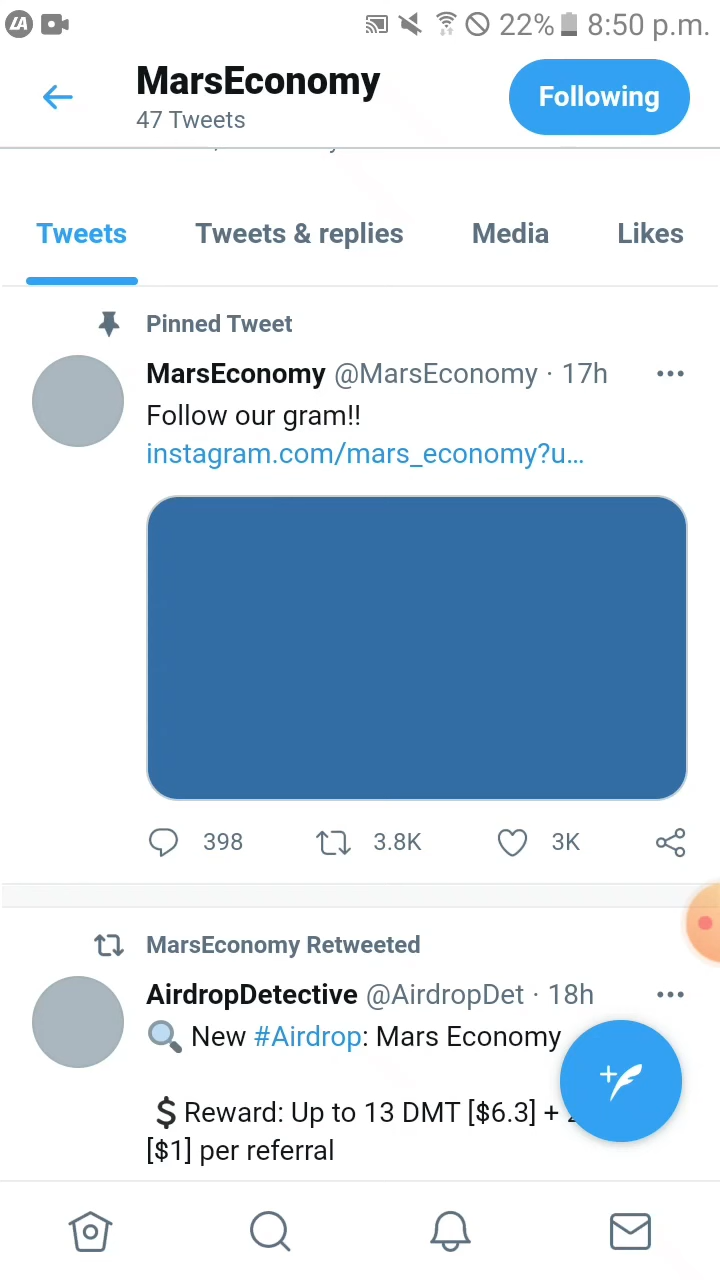 LA 22% 8:50 p.m.
MarsEconomy
47 Tweets
Following
Tweets Tweets & replies Media Likes
Pinned Tweet
MarsEconomy @MarsEconomy · 17h
Follow our gram!!
instagram.com/mars_economy?u...
398 3.8K 3K
MarsEconomy Retweeted
AirdropDetective @AirdropDet · 18h
New #Airdrop: Mars Economy
$ Reward: Up to 13 DMT [$6.3] +
[$1] per referral